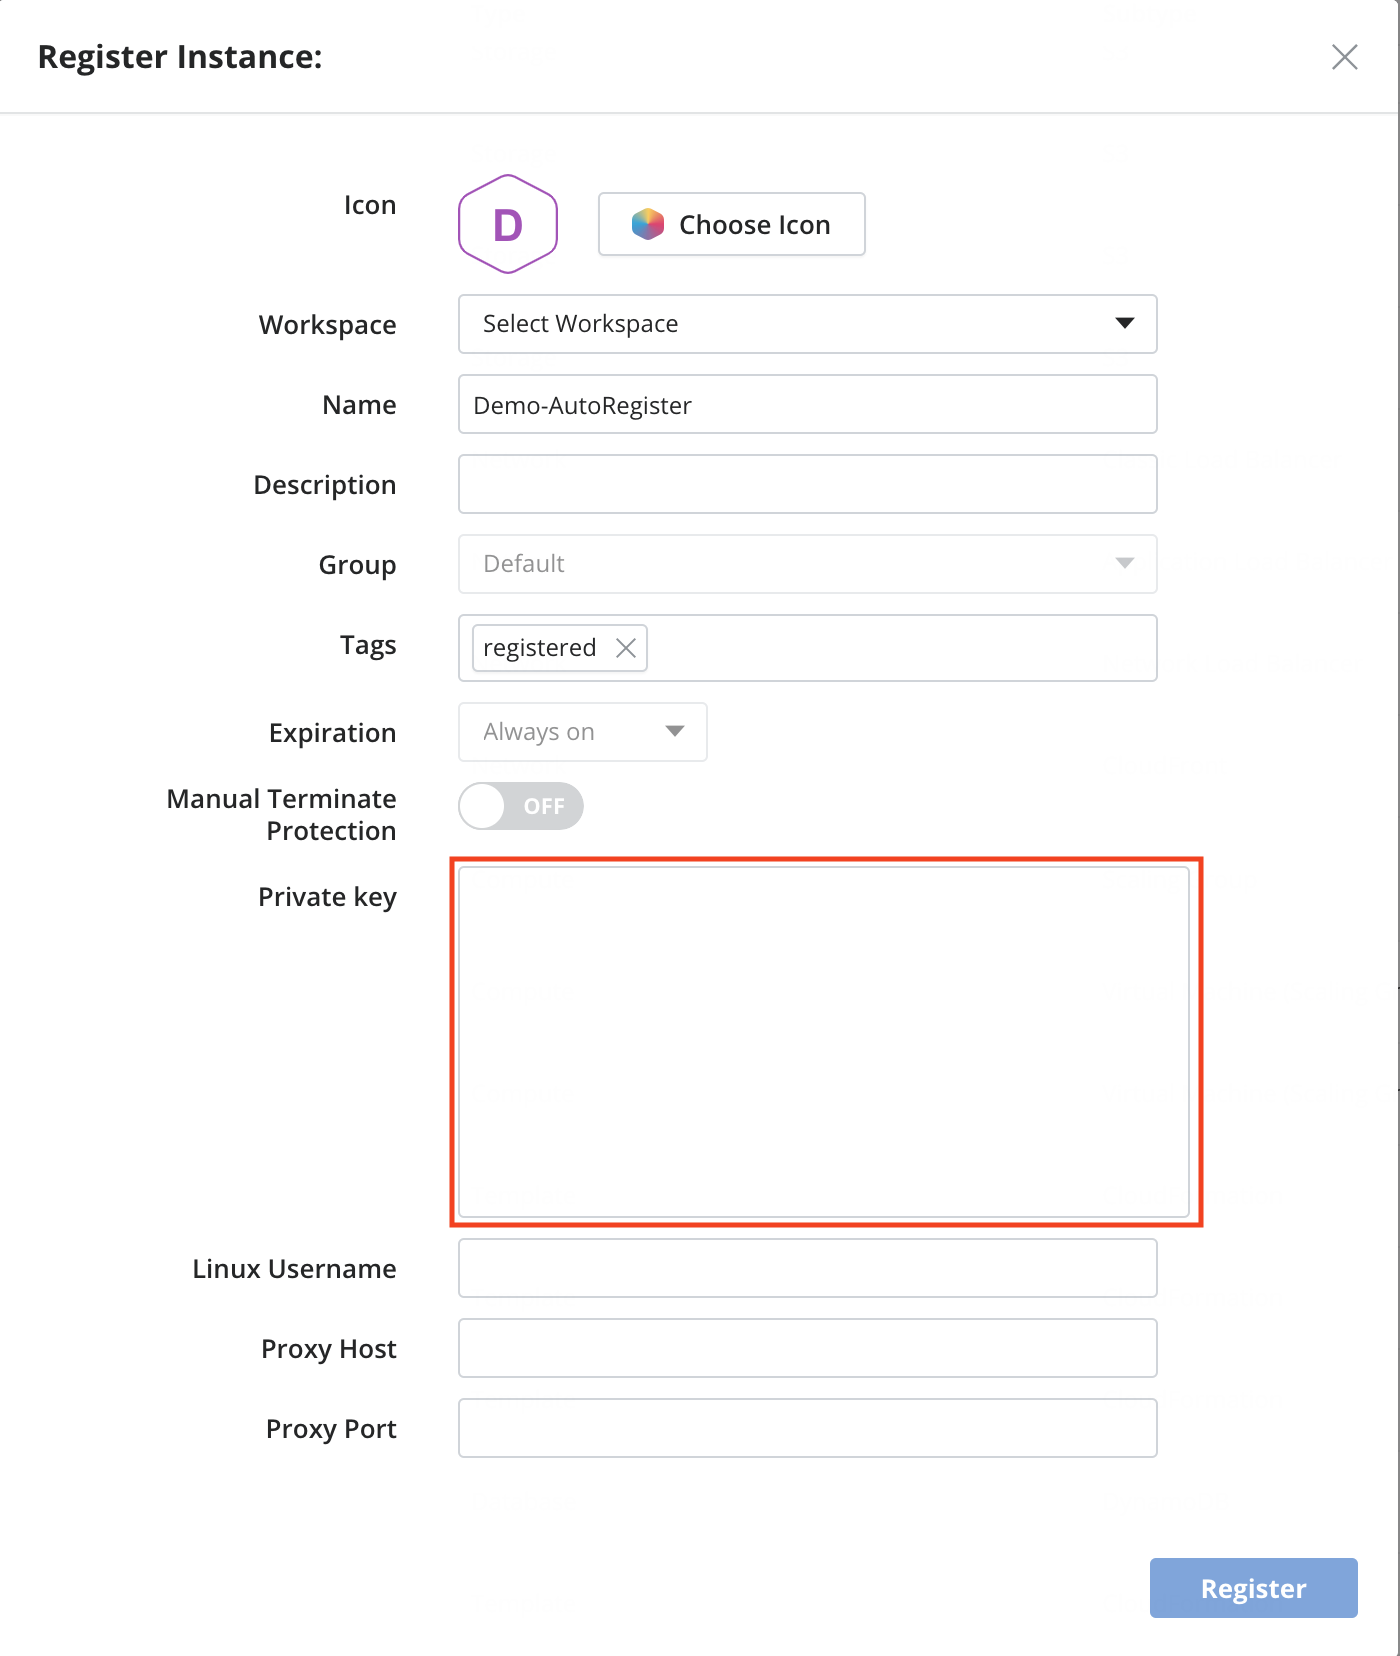 Register Instance:
Icon
D
Choose Icon
Workspace
Select Workspace
Name
Demo-AutoRegister
Description
Group
Default
Tags
registered
Expiration
Always on
Manual Terminate
Protection
OFF
Private key
Linux Username
Proxy Host
Proxy Port
Register